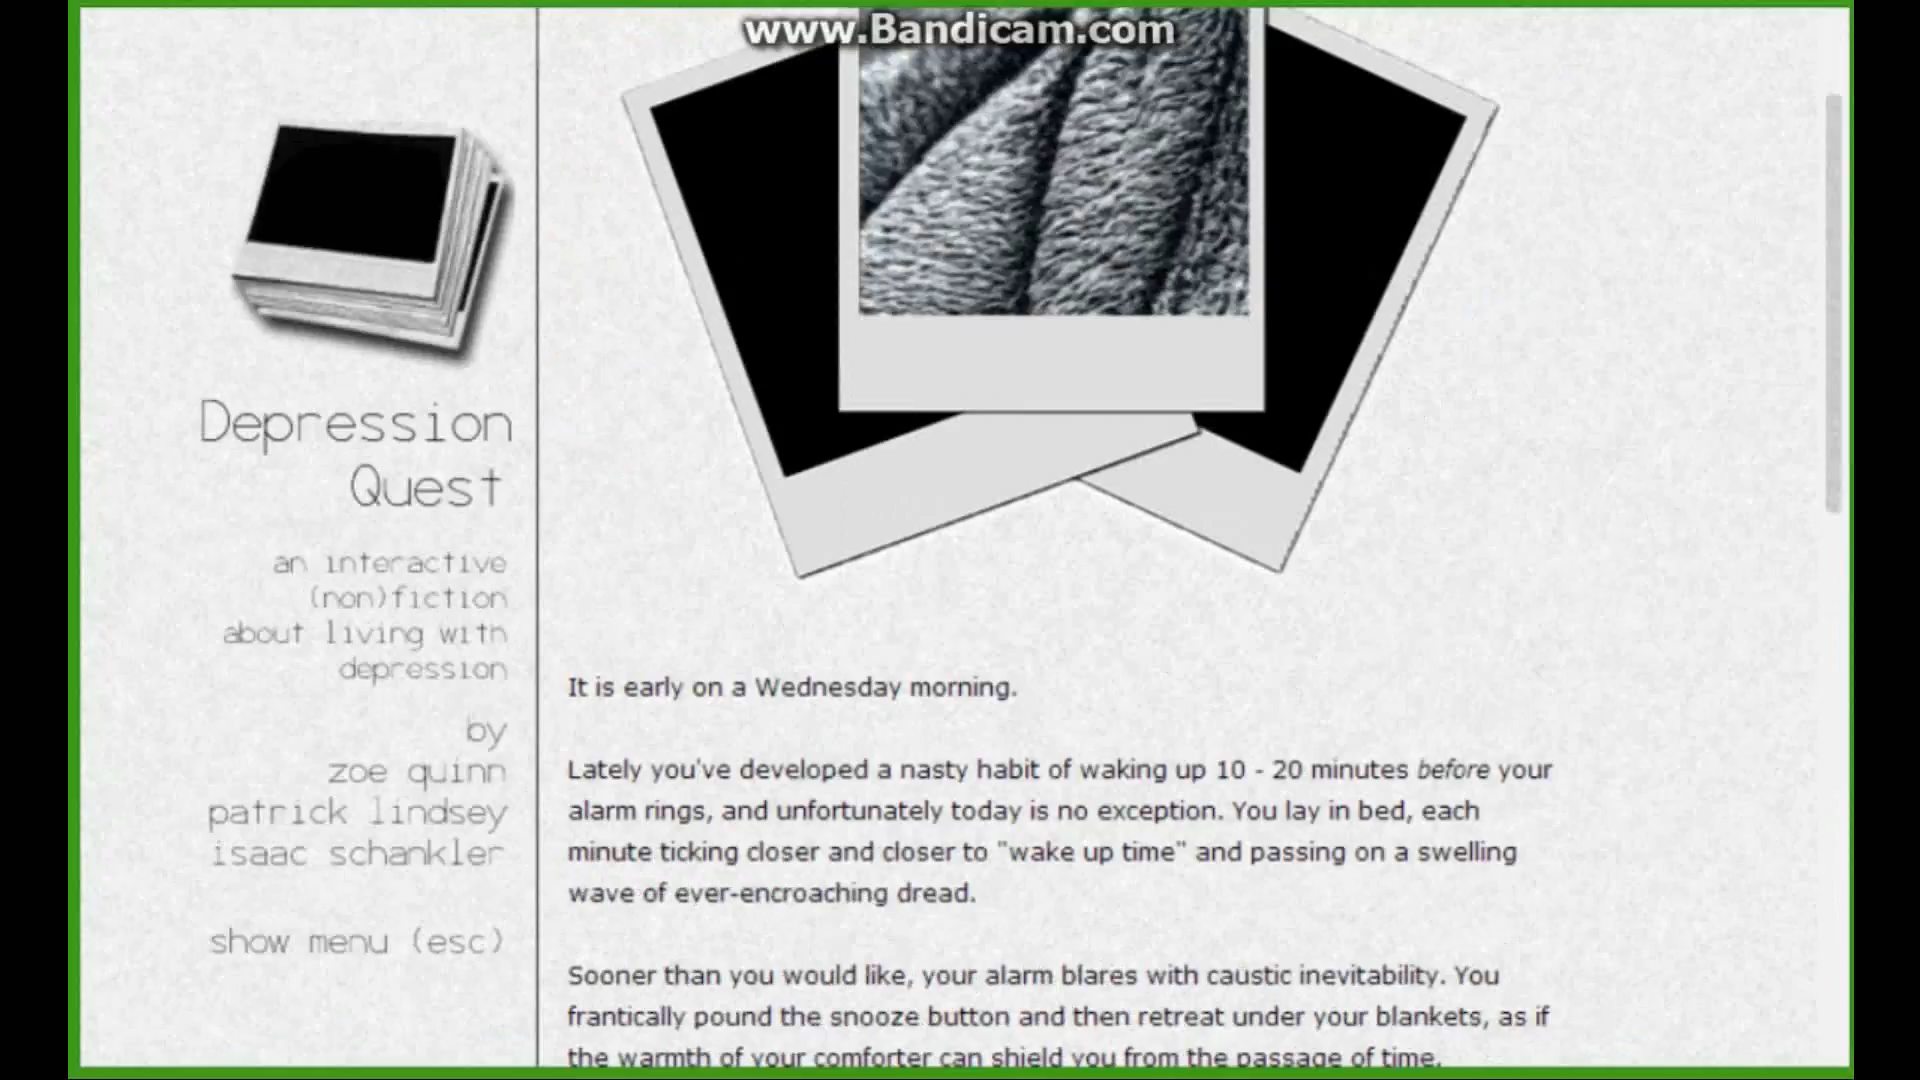 www.Bandicam.com
Depression
Quest
an interactive
(non)fiction
about living with
depression
by
zoe quinn
patrick lindsey
isaac schankler
show menu (esc)
It is early on a Wednesday morning.
Lately you've developed a nasty habit of waking up 10 - 20 minutes before your
alarm rings, and unfortunately today is no exception. You lay in bed, each
minute ticking closer and closer to "wake up time" and passing on a swelling
wave of ever-encroaching dread.
Sooner than you would like, your alarm blares with caustic inevitability. You
frantically pound the snooze button and then retreat under your blankets, as if
the warmth of your comforter can shield you from the passage of time.